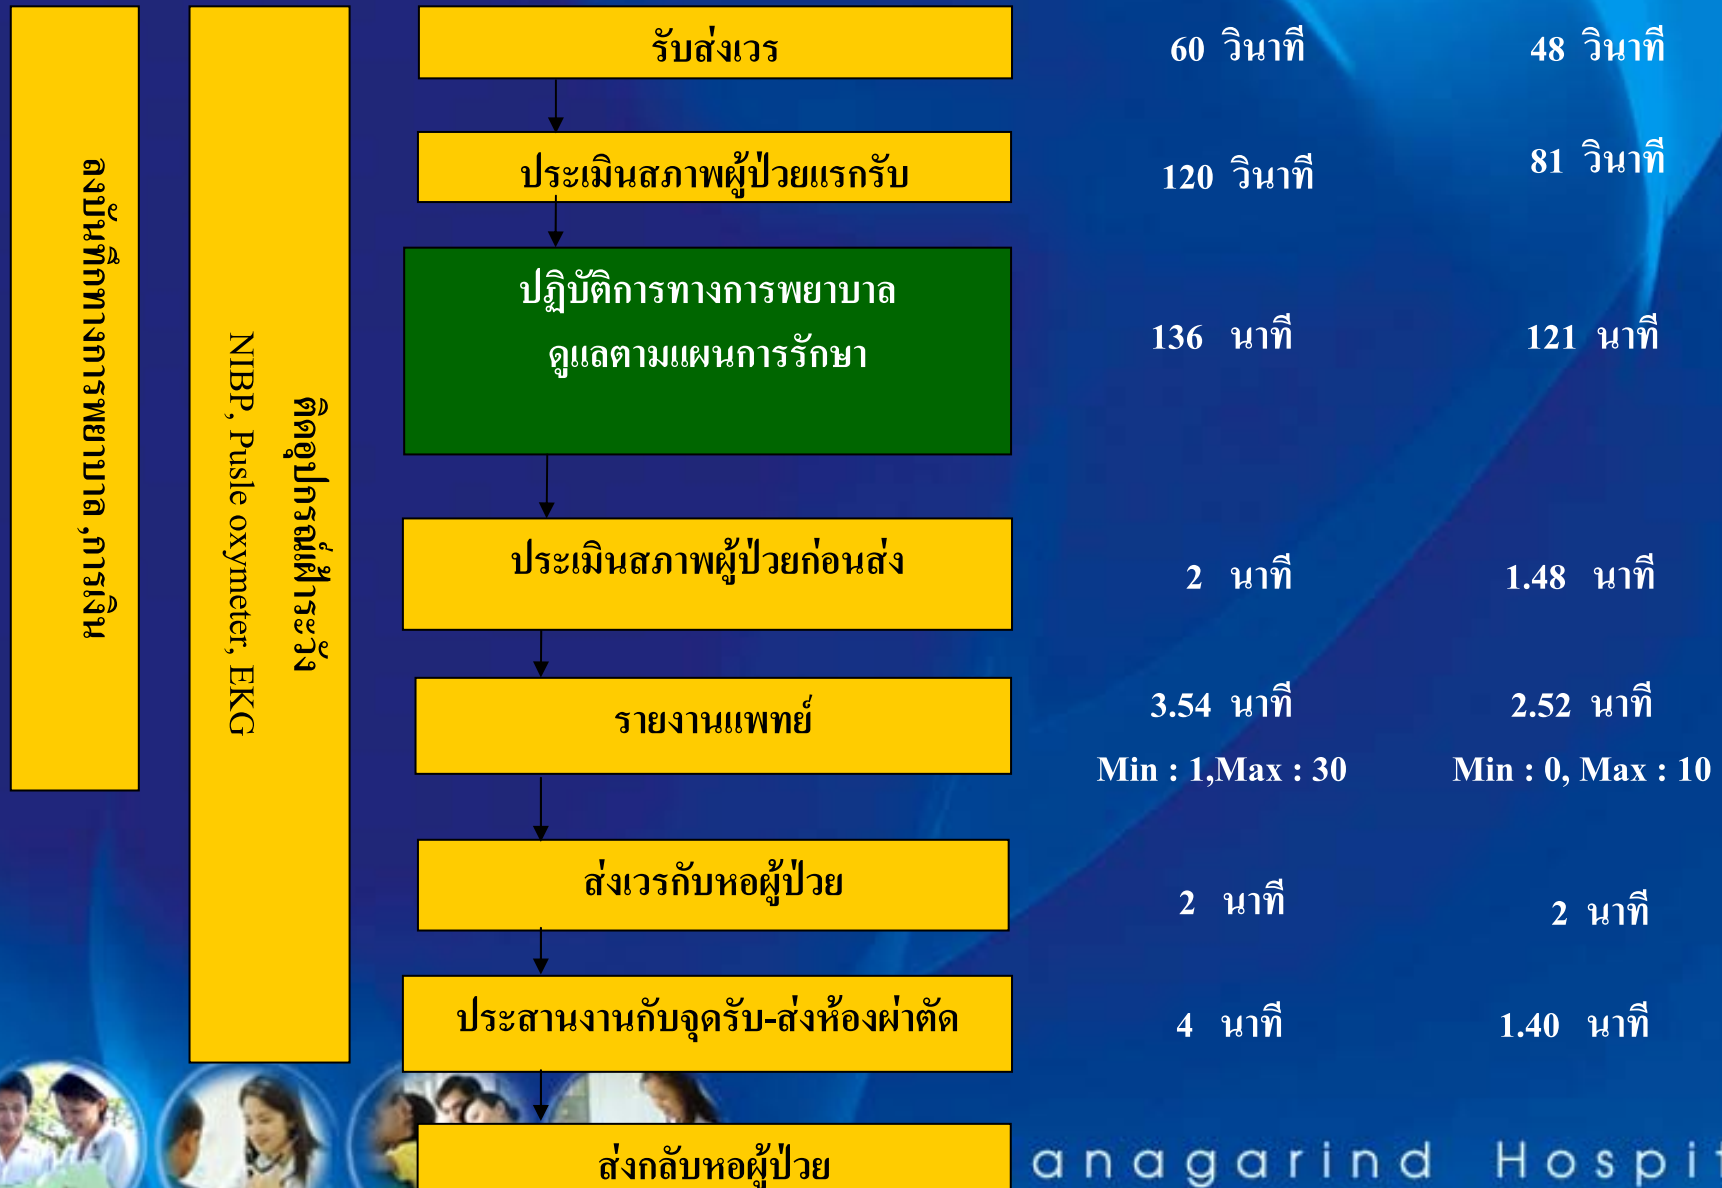 ลงบันทึกทางการพยาบาล ,การเงิน
ติดอุปกรณ์เฝ้าระวัง
NIBP, Pusle oxymeter, EKG
รับส่งเวร 60 วินาที 48 วินาที
ประเมินสภาพผู้ป่วยแรกรับ 120 วินาที 81 วินาที
ปฏิบัติการทางการพยาบาล
ดูแลตามแผนการรักษา 136 นาที 121 นาที
ประเมินสภาพผู้ป่วยก่อนส่ง 2 นาที 1.48 นาที
รายงานแพทย์ 3.54 นาที 2.52 นาที
Min : 1,Max : 30 Min : 0, Max : 10
ส่งเวรกับหอผู้ป่วย 2 นาที 2 นาที
ประสานงานกับจุดรับ-ส่งห้องผ่าตัด 4 นาที 1.40 นาที
ส่งกลับหอผู้ป่วย
anagarind Hospit